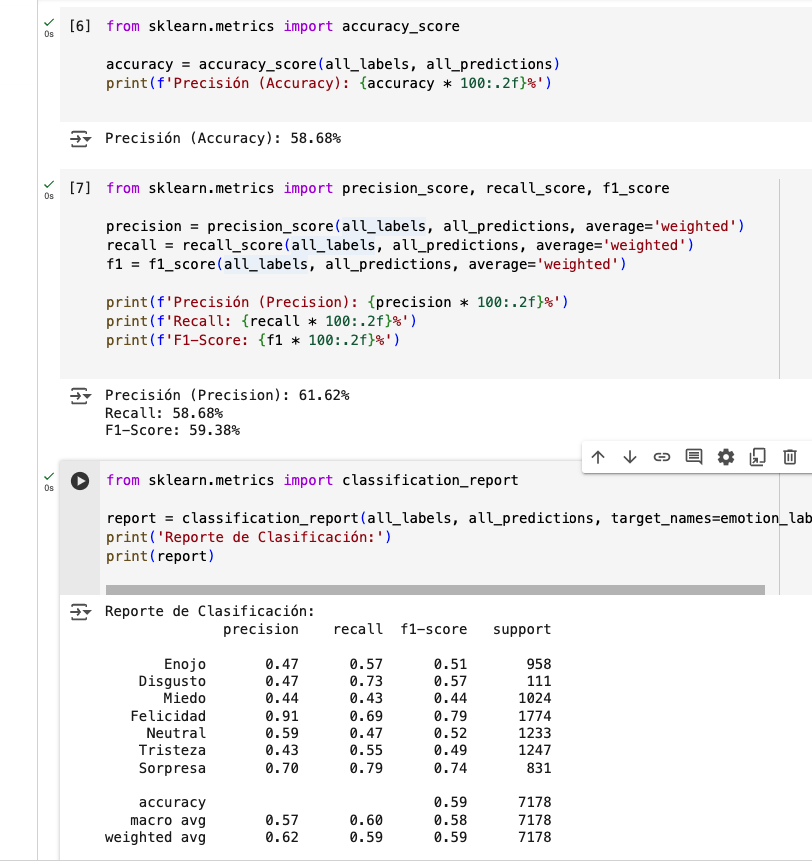 [6] from sklearn.metrics import accuracy_score
accuracy = accuracy_score(all_labels, all_predictions)
print(f'Precisión (Accuracy): {accuracy * 100:.2f}%')
0s
Precisión (Accuracy): 58.68%
[7] from sklearn.metrics import precision_score, recall_score, f1_score
0s
precision = precision_score(all_labels, all_predictions, average='weighted')
recall = recall_score(all_labels, all_predictions, average='weighted')
f1 = f1_score(all_labels, all_predictions, average='weighted')
print(f'Precisión (Precision): {precision * 100:.2f}%')
print(f'Recall: {recall * 100:.2f}%')
print(f'F1-Score: {f1 * 100:.2f}%')
Precisión (Precision): 61.62%
Recall: 58.68%
F1-Score: 59.38%
from sklearn.metrics import classification_report
0s
report = classification_report(all_labels, all_predictions, target_names=emotion_lab
print('Reporte de Clasificación:')
print(report)
Reporte de Clasificación:
precision recall f1-score support
Enojo 0.47 0.57 0.51 958
Disgusto 0.47 0.73 0.57 111
Miedo 0.44 0.43 0.44 1024
Felicidad 0.91 0.69 0.79 1774
Neutral 0.59 0.47 0.52 1233
Tristeza 0.43 0.55 0.49 1247
Sorpresa 0.70 0.79 0.74 831
accuracy 0.59 7178
macro avg 0.57 0.60 0.58 7178
weighted avg 0.62 0.59 0.59 7178